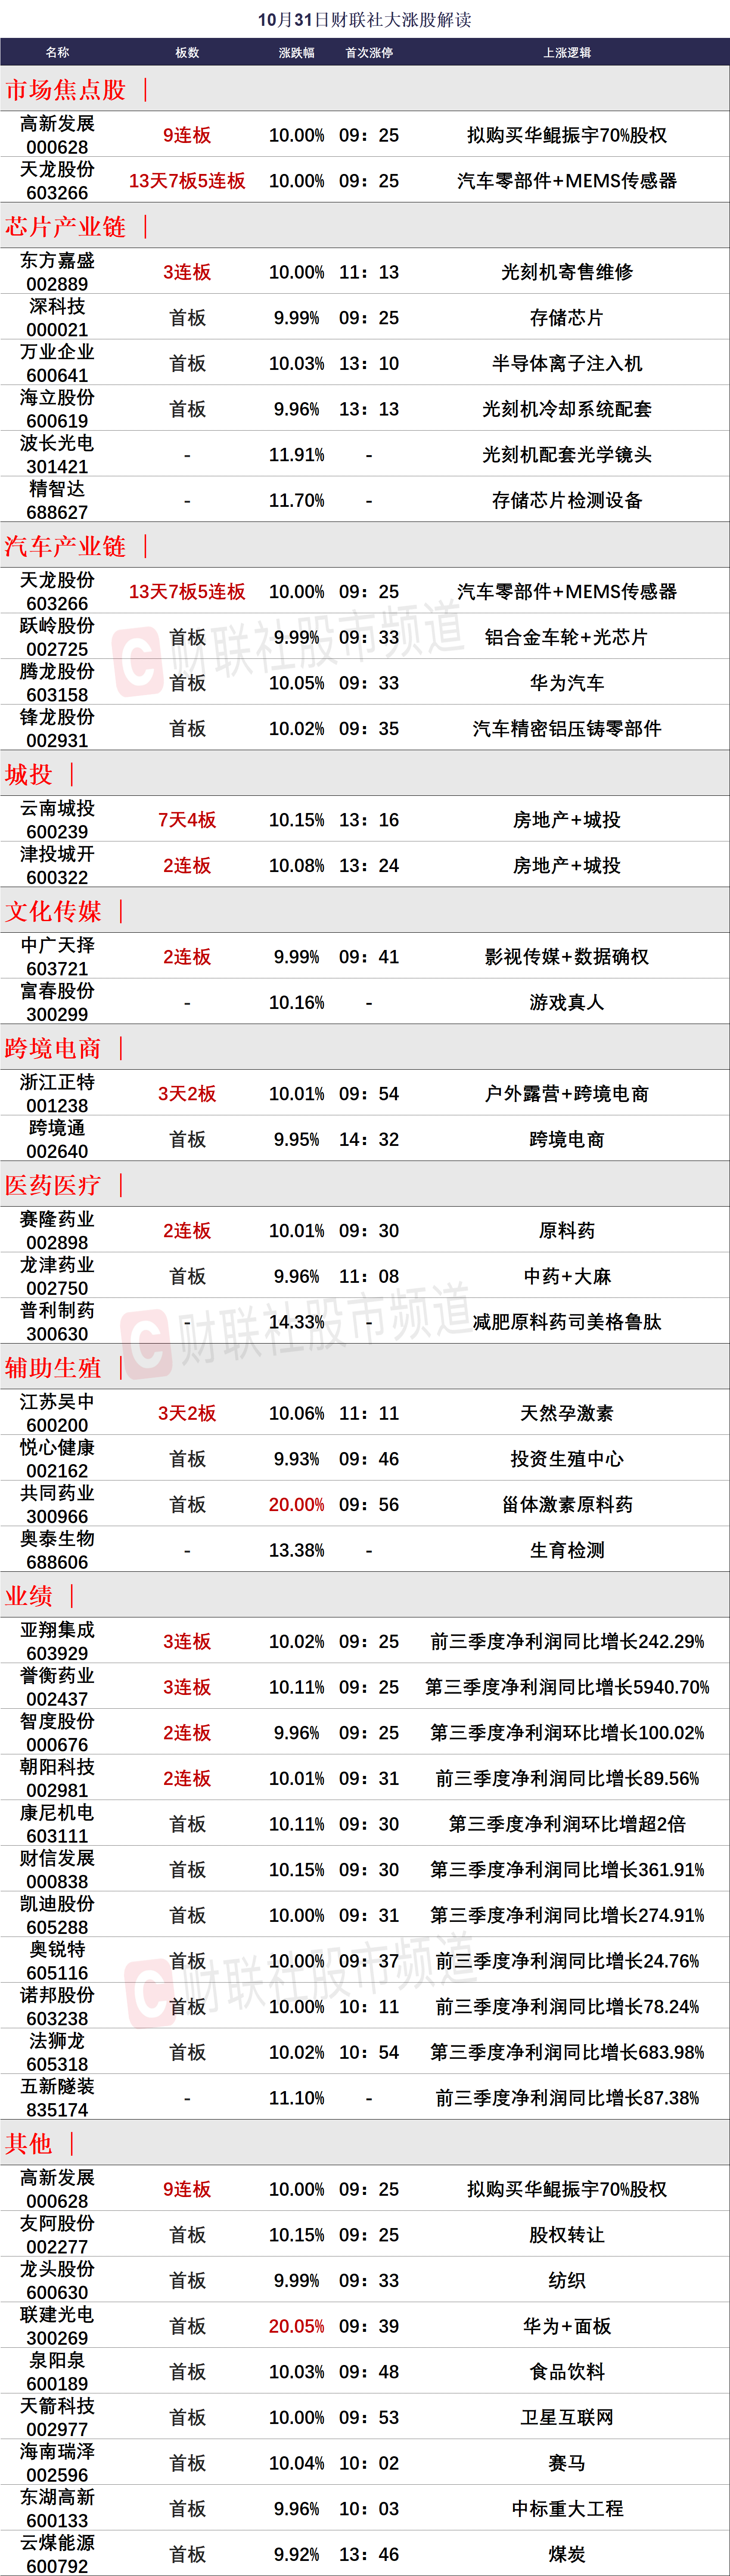 10月31日财联社大涨股解读
名称 板数 涨跌幅 首次涨停 上涨逻辑
市场焦点股 |
高新发展
000628 9连板 10.00% 09：25 拟购买华鲲振宇70%股权
天龙股份
603266 13天7板5连板 10.00% 09：25 汽车零部件+MEMS传感器
芯片产业链 |
东方嘉盛
002889 3连板 10.00% 11：13 光刻机寄售维修
深科技
000021 首板 9.99% 09：25 存储芯片
万业企业
600641 首板 10.03% 13：10 半导体离子注入机
海立股份
600619 首板 9.96% 13：13 光刻机冷却系统配套
波长光电
301421 - 11.91% - 光刻机配套光学镜头
精智达
688627 - 11.70% - 存储芯片检测设备
汽车产业链 |
天龙股份
603266 13天7板5连板 10.00% 09：25 汽车零部件+MEMS传感器
跃岭股份
002725 首板 9.99% 09：33 铝合金车轮+光芯片
腾龙股份
603158 首板 10.05% 09：33 华为汽车
锋龙股份
002931 首板 10.02% 09：35 汽车精密铝压铸零部件
C 财联社股市频道
城投 |
云南城投
600239 7天4板 10.15% 13：16 房地产+城投
津投城开
600322 2连板 10.08% 13：24 房地产+城投
文化传媒 |
中广天择
603721 2连板 9.99% 09：41 影视传媒+数据确权
富春股份
300299 - 10.16% - 游戏真人
跨境电商 |
浙江正特
001238 3天2板 10.01% 09：54 户外露营+跨境电商
跨境通
002640 首板 9.95% 14：32 跨境电商
医药医疗 |
赛隆药业
002898 2连板 10.01% 09：30 原料药
龙津药业
002750 首板 9.96% 11：08 中药+大麻
普利制药
300630 - 14.33% - 减肥原料药司美格鲁肽
C 财联社股市频道
辅助生殖 |
江苏吴中
600200 3天2板 10.06% 11：11 天然孕激素
悦心健康
002162 首板 9.93% 09：46 投资生殖中心
共同药业
300966 首板 20.00% 09：56 甾体激素原料药
奥泰生物
688606 - 13.38% - 生育检测
业绩 |
亚翔集成
603929 3连板 10.02% 09：25 前三季度净利润同比增长242.29%
誉衡药业
002437 3连板 10.11% 09：25 第三季度净利润同比增长5940.70%
智度股份
000676 2连板 9.96% 09：25 第三季度净利润环比增长100.02%
朝阳科技
002981 2连板 10.01% 09：31 前三季度净利润同比增长89.56%
康尼机电
603111 首板 10.11% 09：30 第三季度净利润环比增超2倍
财信发展
000838 首板 10.15% 09：30 第三季度净利润同比增长361.91%
凯迪股份
605288 首板 10.00% 09：31 第三季度净利润同比增长274.91%
奥锐特
605116 首板 10.00% 09：37 前三季度净利润同比增长24.76%
诺邦股份
603238 首板 10.00% 10：11 前三季度净利润同比增长78.24%
C 财联社股市频道
法狮龙
605318 首板 10.02% 10：54 第三季度净利润同比增长683.98%
五新隧装
835174 - 11.10% - 前三季度净利润同比增长87.38%
其他 |
高新发展
000628 9连板 10.00% 09：25 拟购买华鲲振宇70%股权
友阿股份
002277 首板 10.15% 09：25 股权转让
龙头股份
600630 首板 9.99% 09：33 纺织
联建光电
300269 首板 20.05% 09：39 华为+面板
泉阳泉
600189 首板 10.03% 09：48 食品饮料
天箭科技
002977 首板 10.00% 09：53 卫星互联网
海南瑞泽
002596 首板 10.04% 10：02 赛马
东湖高新
600133 首板 9.96% 10：03 中标重大工程
云煤能源
600792 首板 9.92% 13：46 煤炭